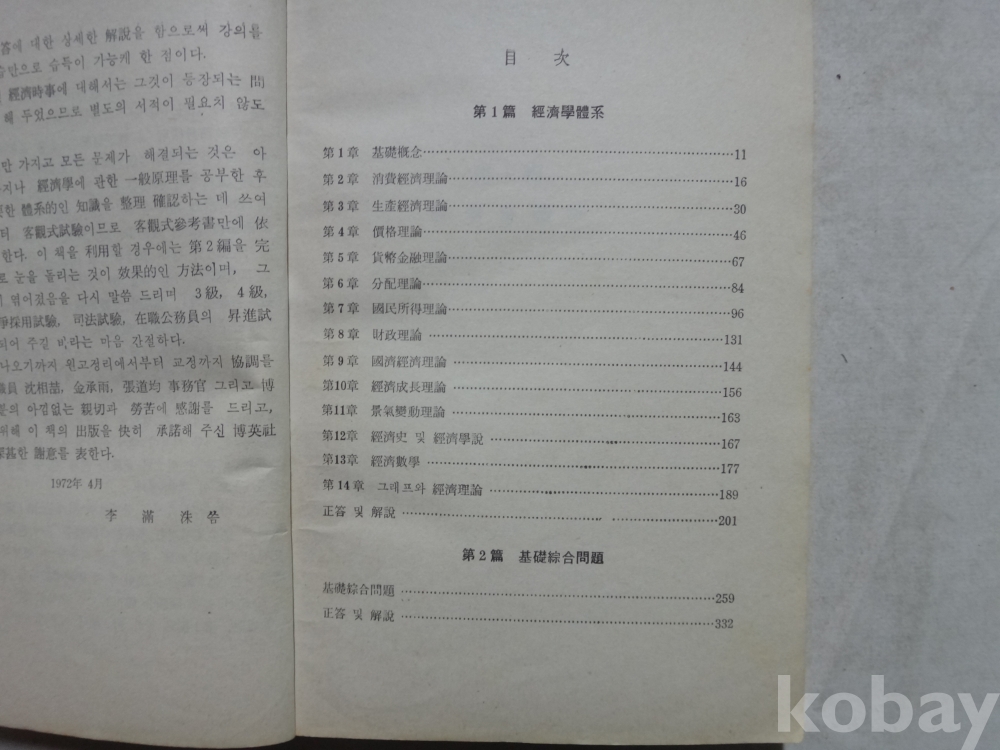 答에 대한 상세한 解說을 함으로써 강의를
습만으로 습득이 가능케 한 점이다.
經濟時事에 대해서는 그것이 등장되는 問
해 두었으므로 별도의 서적이 필요치 않도
만 가지고 모든 문제가 해결되는 것은 아
지나 經濟學에 관한 一般原理를 공부한 후
한 體系的인 知識을 整理 確認하는 데 쓰여
터 客觀式試驗이므로 客觀式參考書만에 依
한다. 이 책을 利用할 경우에는 第2編을 完
로 눈을 돌리는 것이 效果的인 方法이며, 그
엮어졌음을 다시 말씀 드리며 3級, 4級,
爭採用試驗, 司法試驗, 在職公務員의 昇進試
되어 주길 바라는 마음 간절하다.
나오기까지 원고정리에서부터 교정까지 協調를
職員 沈相喆, 金承雨, 張道均 事務官 그리고 博
분의 아낌없는 親切과 勞苦에 感謝를 드리고,
위해 이 책의 出版을 快히 承諾해 주신 博英社
深甚한 謝意를 表한다.
1972年 4月
李 滿 洙 씀
目 次
第1篇 經濟學體系
第1章 基礎概念 11
第2章 消費經濟理論 16
第3章 生産經濟理論 30
第4章 價格理論 46
第5章 貨幣金融理論 67
第6章 分配理論 84
第7章 國民所得理論 96
第8章 財政理論 131
第9章 國濟經濟理論 144
第10章 經濟成長理論 156
第11章 景氣變動理論 163
第12章 經濟史 및 經濟學說 167
第13章 經濟數學 177
第14章 그래프와 經濟理論 189
正答 및 解說 201
第2篇 基礎綜合問題
基礎綜合問題 259
正答 및 解說 332
kobay